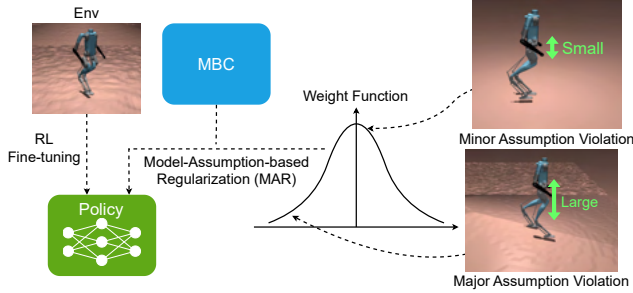 Env
MBC
Small
Weight Function
Minor Assumption Violation
RL
Fine-tuning
Model-Assumption-based
Regularization (MAR)
Policy
Large
Major Assumption Violation